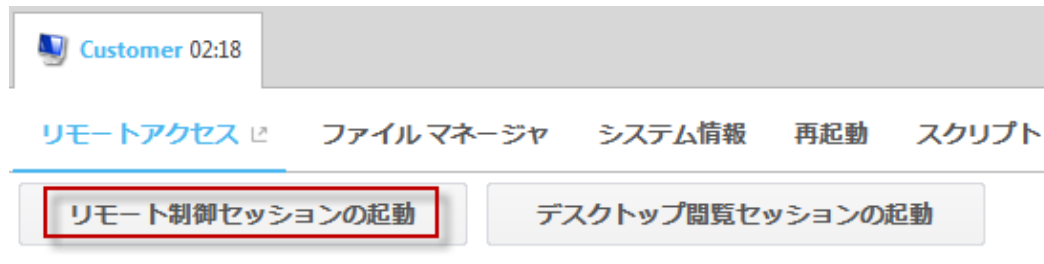 Customer 02:18
リモートアクセス ファイル マネージャ システム情報 再起動 スクリプト
リモート制御セッションの起動 デスクトップ閲覧セッションの起動